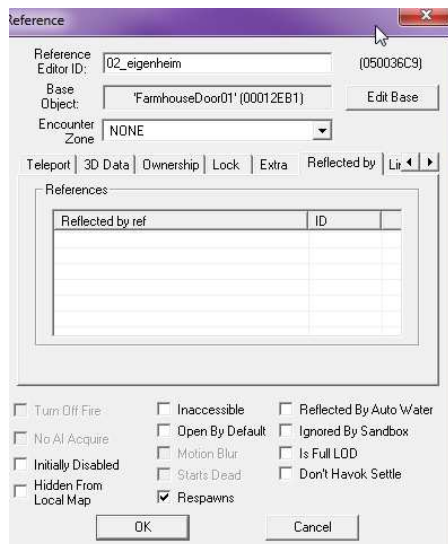 Reference
Reference Editor ID: 02_eigenheim (050036C9)
Base Object: 'FarmhouseDoor01' (00012EB1) Edit Base
Encounter Zone NONE
Teleport 3D Data Ownership Lock Extra Reflected by
References
Reflected by ref ID
Turn Off Fire Inaccessible Reflected By Auto Water
No AI Acquire Open By Default Ignored By Sandbox
Initially Disabled Motion Blur Is Full LOD
Hidden From Local Map Starts Dead Don't Havok Settle
Respawns
OK Cancel